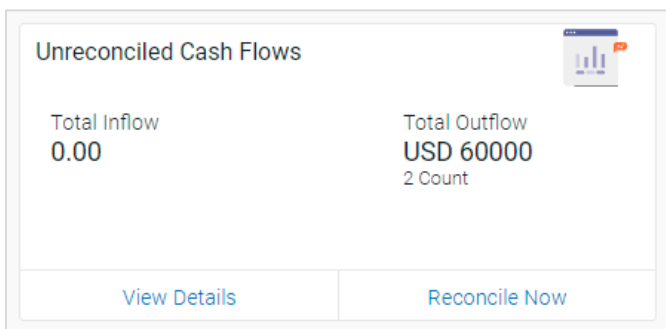 Unreconciled Cash Flows
Total Inflow
0.00
Total Outflow
USD 60000
2 Count
View Details
Reconcile Now